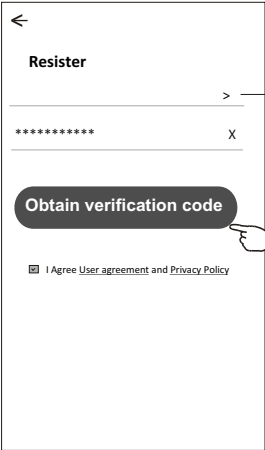 ←
Resister
>
*********** X
Obtain verification code
I Agree User agreement and Privacy Policy